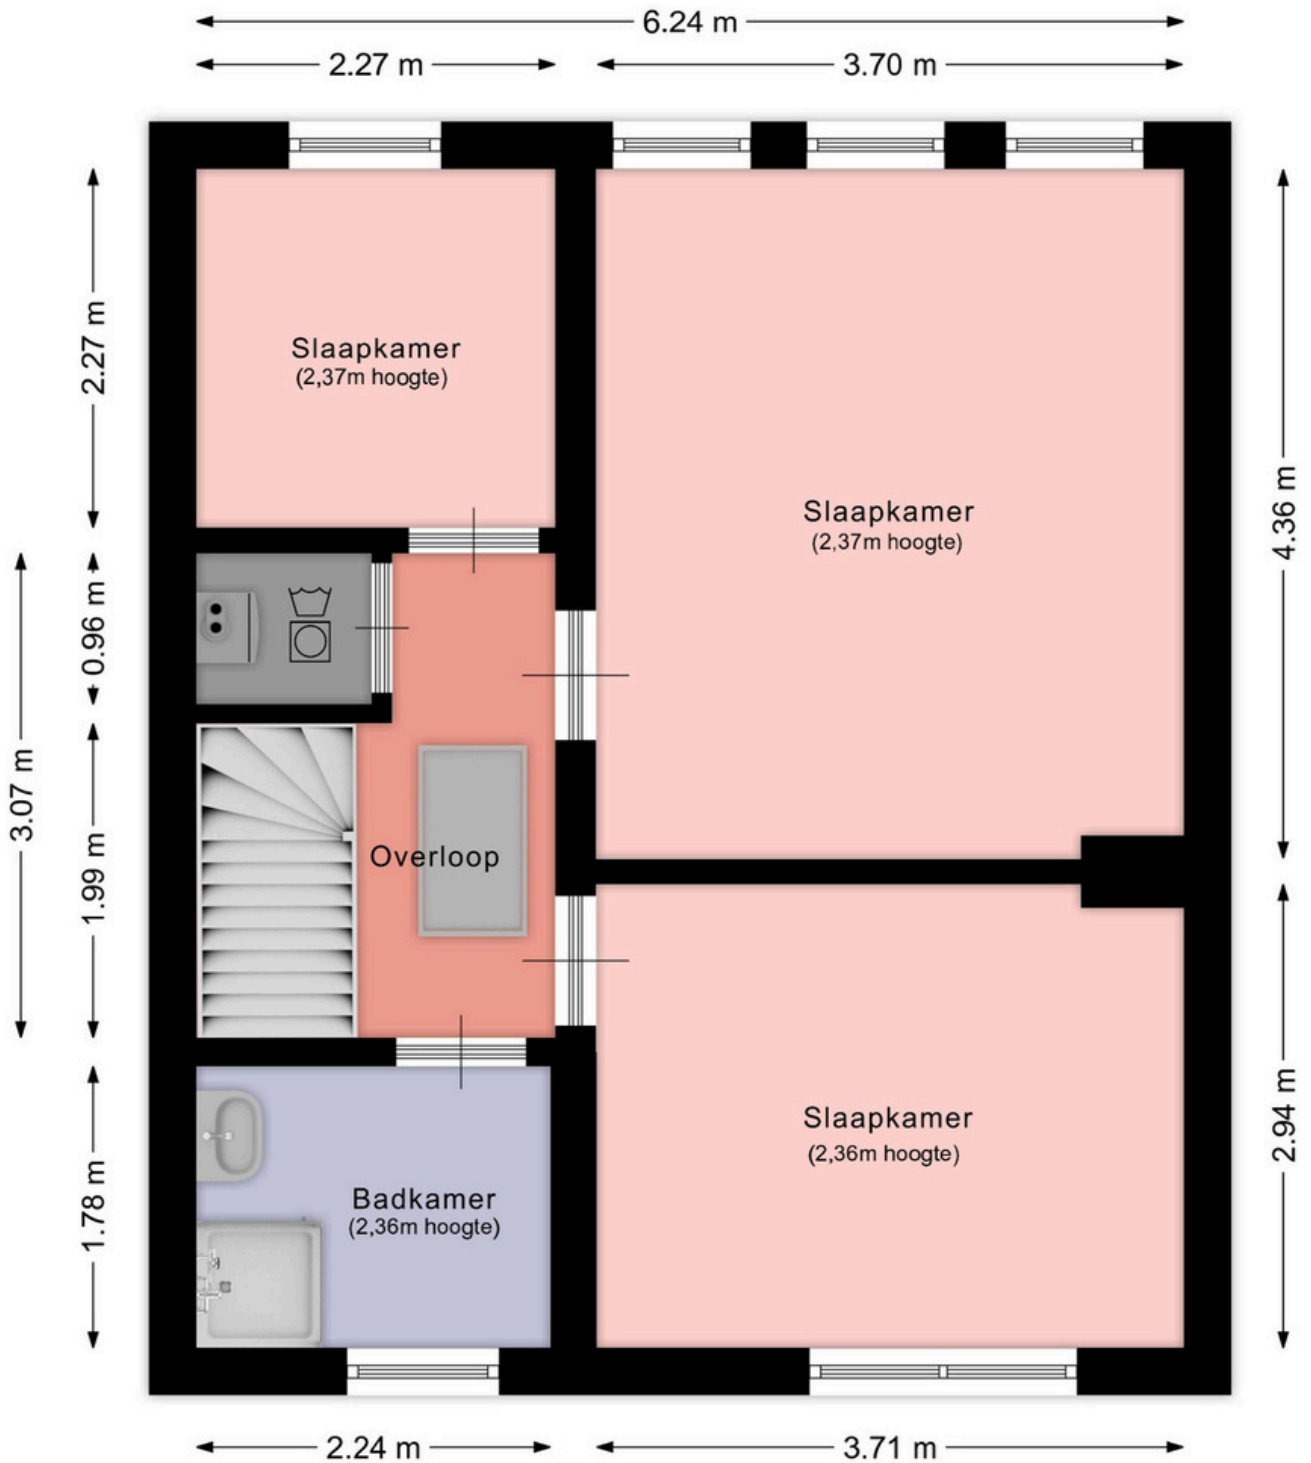 6.24 m
2.27 m
3.70 m
2.27 m
Slaapkamer
(2,37m hoogte)
Slaapkamer
(2,37m hoogte)
4.36 m
0.96 m
3.07 m
1.99 m
Overloop
2.94 m
Slaapkamer
(2,36m hoogte)
1.78 m
Badkamer
(2,36m hoogte)
2.24 m
3.71 m